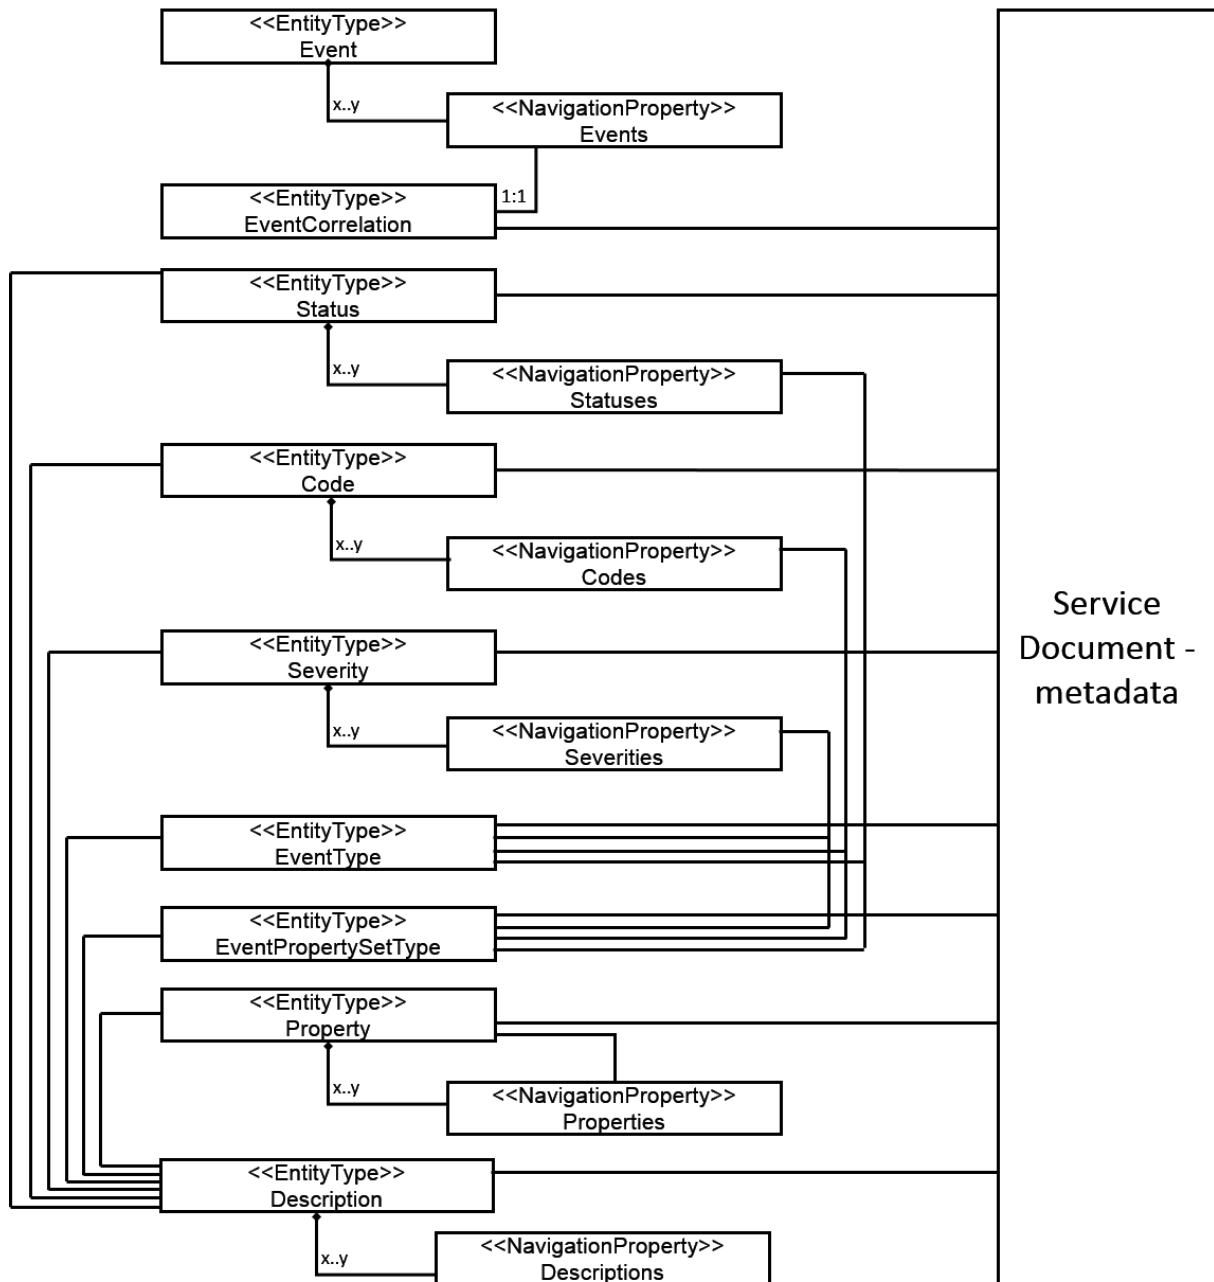 <<EntityType>>
Event
x..y
<<NavigationProperty>>
Events
<<EntityType>>
EventCorrelation
1:1
<<EntityType>>
Status
x..y
<<NavigationProperty>>
Statuses
<<EntityType>>
Code
x..y
<<NavigationProperty>>
Codes
<<EntityType>>
Severity
x..y
<<NavigationProperty>>
Severities
<<EntityType>>
EventType
<<EntityType>>
EventPropertySetType
<<EntityType>>
Property
x..y
<<NavigationProperty>>
Properties
<<EntityType>>
Description
x..y
<<NavigationProperty>>
Descriptions
Service
Document -
metadata